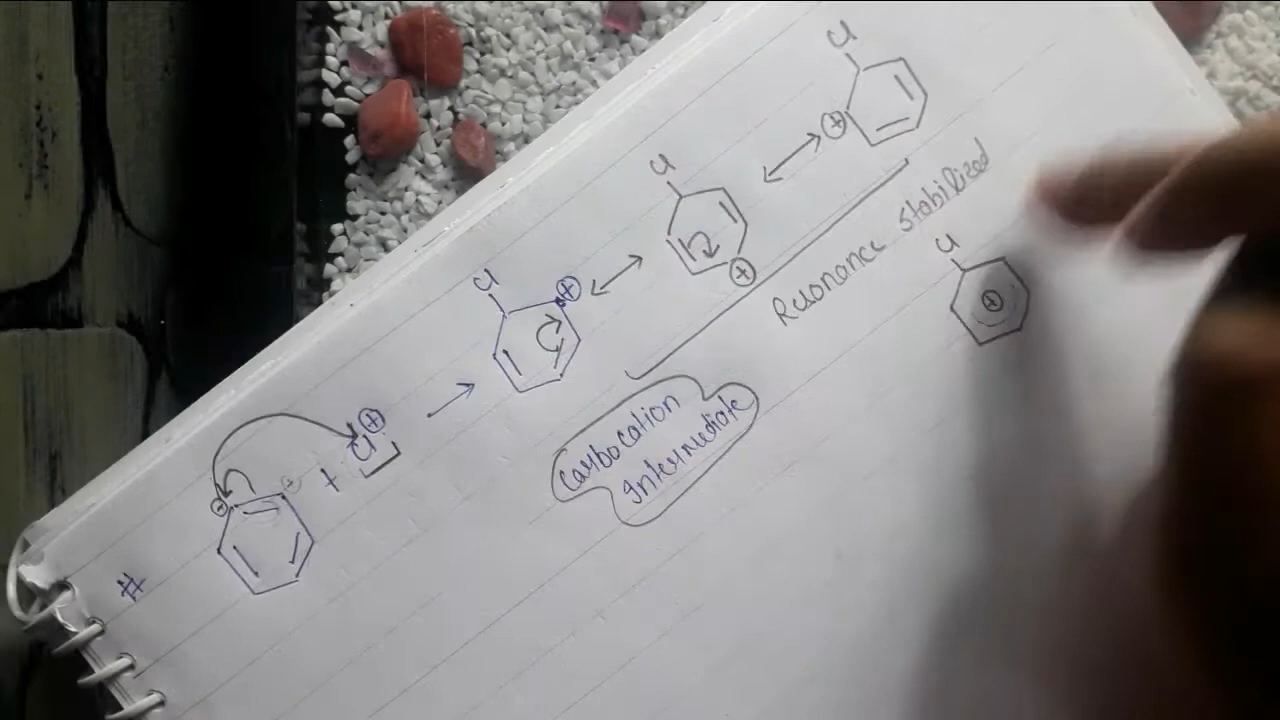 # ⊖ ⊕ + Cl⊕ → Cl ⊕ ↔ Cl ⊕ ↔ Cl ⊕
Resonance stabilized
Cl ⊕
Carbocation
Intermediate